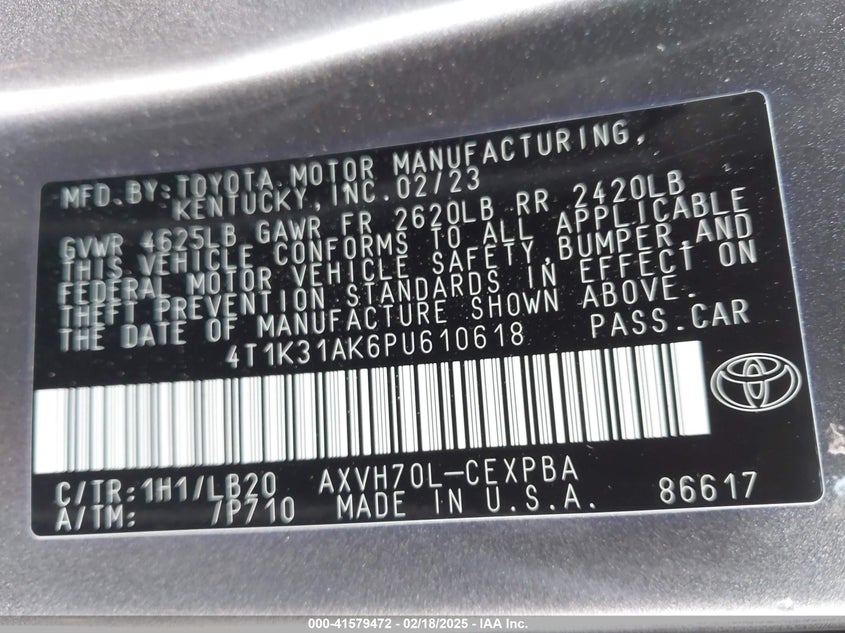 MFD. BY: TOYOTA MOTOR MANUFACTURING,
KENTUCKY, INC. 02/23
GVWR 4625LB GAWR FR 2620LB RR 2420LB
THIS VEHICLE CONFORMS TO ALL APPLICABLE
FEDERAL MOTOR VEHICLE SAFETY, BUMPER, AND
THEFT PREVENTION STANDARDS IN EFFECT ON
THE DATE OF MANUFACTURE SHOWN ABOVE.
4T1K31AK6PU610618 PASS. CAR
C/TR: 1H1/LB20 AXVH70L-CEXPBA
A/TM: /P710 MADE IN U.S.A. 86617
000-41579472 - 02/18/2025 - IAA Inc.